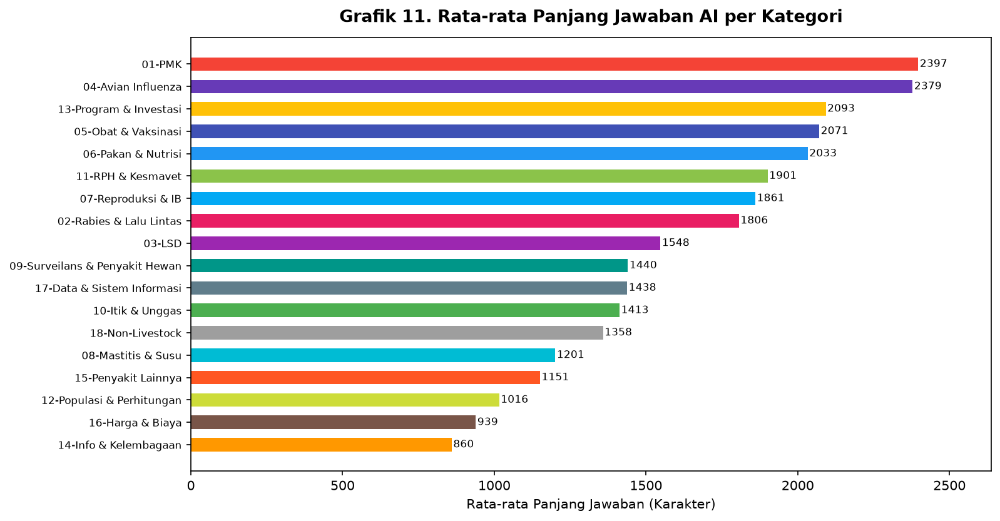 Grafik 11. Rata-rata Panjang Jawaban AI per Kategori
01-PMK 2397
04-Avian Influenza 2379
13-Program & Investasi 2093
05-Obat & Vaksinasi 2071
06-Pakan & Nutrisi 2033
11-RPH & Kesmavet 1901
07-Reproduksi & IB 1861
02-Rabies & Lalu Lintas 1806
03-LSD 1548
09-Surveilans & Penyakit Hewan 1440
17-Data & Sistem Informasi 1438
10-Itik & Unggas 1413
18-Non-Livestock 1358
08-Mastitis & Susu 1201
15-Penyakit Lainnya 1151
12-Populasi & Perhitungan 1016
16-Harga & Biaya 939
14-Info & Kelembagaan 860
0 500 1000 1500 2000 2500
Rata-rata Panjang Jawaban (Karakter)